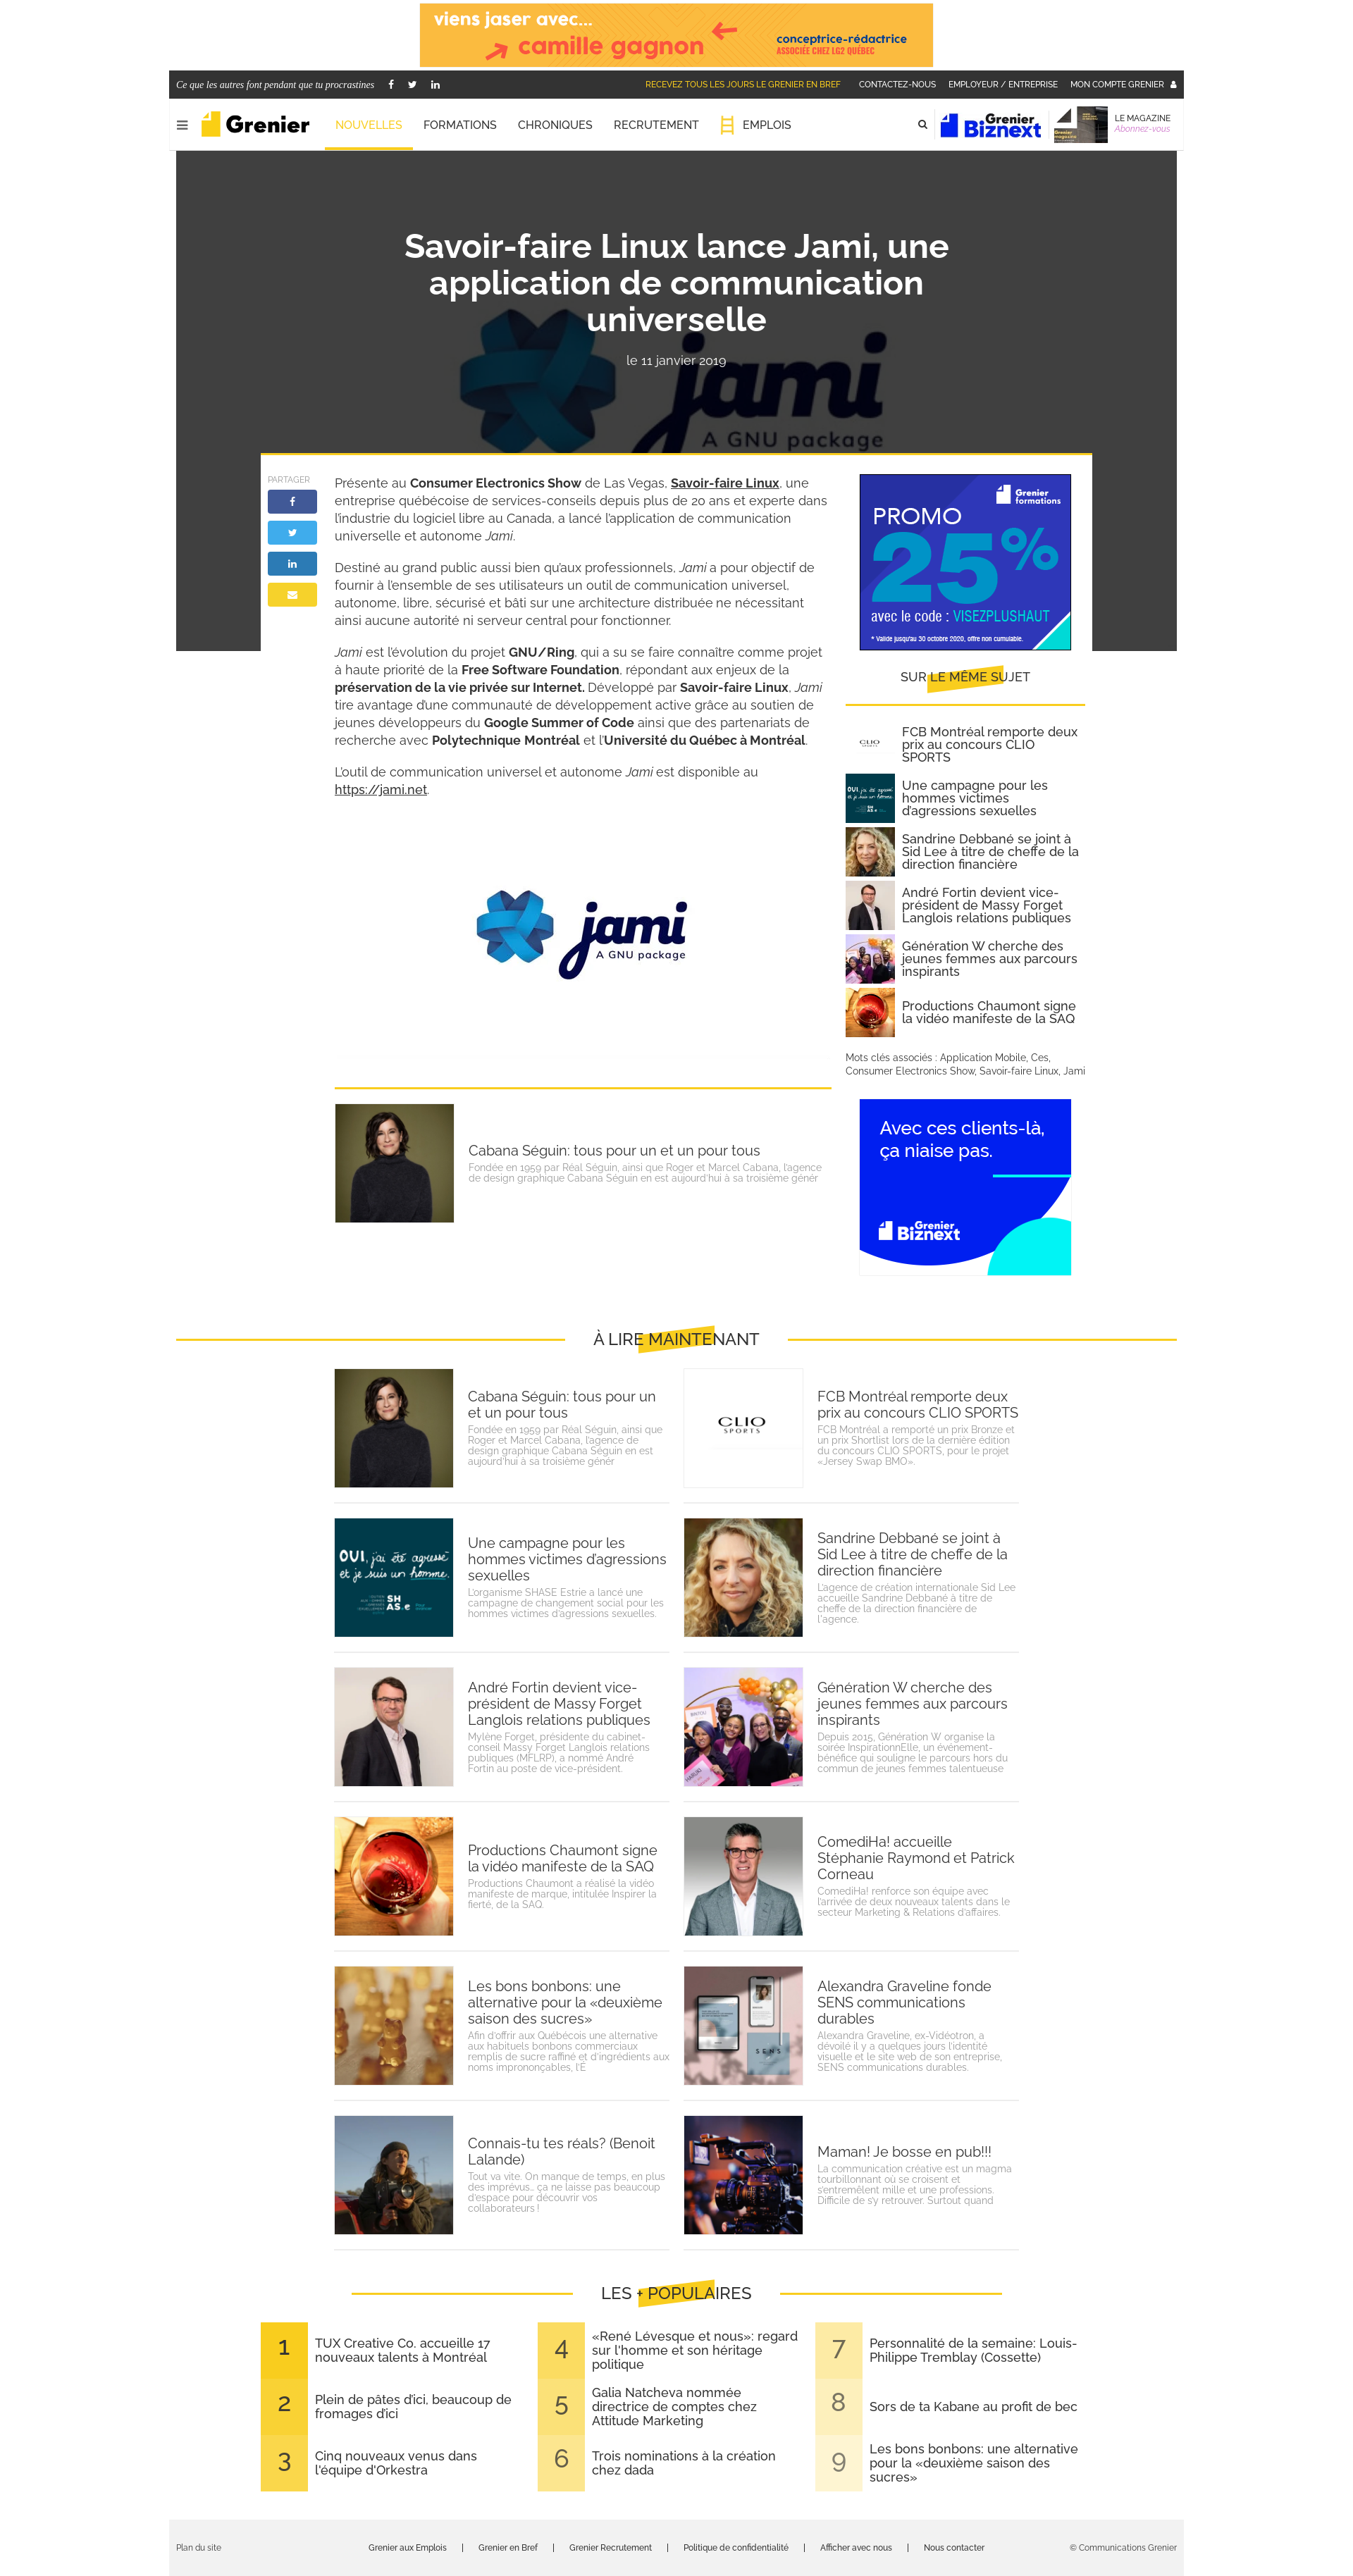 viens jaser avec...
camille gagnon
conceptrice-rédactrice
ASSOCIÉE CHEZ LG2 QUÉBEC
Ce que les autres font pendant que tu procrastines
RECEVEZ TOUS LES JOURS LE GRENIER EN BREF
CONTACTEZ-NOUS
EMPLOYEUR / ENTREPRISE
MON COMPTE GRENIER
Grenier
NOUVELLES
FORMATIONS
CHRONIQUES
RECRUTEMENT
EMPLOIS
Grenier
Biznext
LE MAGAZINE
Abonnez-vous
Savoir-faire Linux lance Jami, une
application de communication
universelle
le 11 janvier 2019
jami
A GNU package
PARTAGER
Présente au Consumer Electronics Show de Las Vegas, Savoir-faire Linux, une
entreprise québécoise de services-conseils depuis plus de 20 ans et experte dans
l'industrie du logiciel libre au Canada, a lancé l'application de communication
universelle et autonome Jami.
Destiné au grand public aussi bien qu'aux professionnels, Jami a pour objectif de
fournir à l'ensemble de ses utilisateurs un outil de communication universel,
autonome, libre, sécurisé et bâti sur une architecture distribuée ne nécessitant
ainsi aucune autorité ni serveur central pour fonctionner.
Jami est l'évolution du projet GNU/Ring, qui a su se faire connaître comme projet
à haute priorité de la Free Software Foundation, répondant aux enjeux de la
préservation de la vie privée sur Internet. Développé par Savoir-faire Linux, Jami
tire avantage d'une communauté de développement active grâce au soutien de
jeunes développeurs du Google Summer of Code ainsi que des partenariats de
recherche avec Polytechnique Montréal et l'Université du Québec à Montréal.
L'outil de communication universel et autonome Jami est disponible au
https://jami.net.
jami
A GNU package
Cabana Séguin: tous pour un et un pour tous
Fondée en 1959 par Réal Séguin, ainsi que Roger et Marcel Cabana, l'agence
de design graphique Cabana Séguin en est aujourd'hui à sa troisième génér
Grenier
formations
PROMO
25%
avec le code : VISEZPLUSHAUT
* Valide jusqu'au 30 octobre 2020, offre non cumulable.
SUR LE MÊME SUJET
CLIO
SPORTS
FCB Montréal remporte deux
prix au concours CLIO
SPORTS
Une campagne pour les
hommes victimes
d'agressions sexuelles
Sandrine Debbané se joint à
Sid Lee à titre de cheffe de la
direction financière
André Fortin devient vice-
président de Massy Forget
Langlois relations publiques
Génération W cherche des
jeunes femmes aux parcours
inspirants
Productions Chaumont signe
la vidéo manifeste de la SAQ
Mots clés associés : Application Mobile, Ces,
Consumer Electronics Show, Savoir-faire Linux, Jami
Avec ces clients-là,
ça niaise pas.
Grenier
Biznext
À LIRE MAINTENANT
Cabana Séguin: tous pour un
et un pour tous
Fondée en 1959 par Réal Séguin, ainsi que
Roger et Marcel Cabana, l'agence de
design graphique Cabana Séguin en est
aujourd'hui à sa troisième génér
CLIO
SPORTS
FCB Montréal remporte deux
prix au concours CLIO SPORTS
FCB Montréal a remporté un prix Bronze et
un prix Shortlist lors de la dernière édition
du concours CLIO SPORTS, pour le projet
«Jersey Swap BMO».
OUI, j'ai été agressé
et je suis un homme.
SH
AS.e
Une campagne pour les
hommes victimes d'agressions
sexuelles
L'organisme SHASE Estrie a lancé une
campagne de changement social pour les
hommes victimes d'agressions sexuelles.
Sandrine Debbané se joint à
Sid Lee à titre de cheffe de la
direction financière
L'agence de création internationale Sid Lee
accueille Sandrine Debbané à titre de
cheffe de la direction financière de
l'agence.
André Fortin devient vice-
président de Massy Forget
Langlois relations publiques
Mylène Forget, présidente du cabinet-
conseil Massy Forget Langlois relations
publiques (MFLRP), a nommé André
Fortin au poste de vice-président.
Génération W cherche des
jeunes femmes aux parcours
inspirants
Depuis 2015, Génération W organise la
soirée InspirationnElle, un événement-
bénéfice qui souligne le parcours hors du
commun de jeunes femmes talentueuse
Productions Chaumont signe
la vidéo manifeste de la SAQ
Productions Chaumont a réalisé la vidéo
manifeste de marque, intitulée Inspirer la
fierté, de la SAQ.
ComediHa! accueille
Stéphanie Raymond et Patrick
Corneau
ComediHa! renforce son équipe avec
l'arrivée de deux nouveaux talents dans le
secteur Marketing & Relations d'affaires.
Les bons bonbons: une
alternative pour la «deuxième
saison des sucres»
Afin d'offrir aux Québécois une alternative
aux habituels bonbons commerciaux
remplis de sucre raffiné et d'ingrédients aux
noms imprononçables, l'É
SENS
Alexandra Graveline fonde
SENS communications
durables
Alexandra Graveline, ex-Vidéotron, a
dévoilé il y a quelques jours l'identité
visuelle et le site web de son entreprise,
SENS communications durables.
Connais-tu tes réals? (Benoit
Lalande)
Tout va vite. On manque de temps, en plus
des imprévus... ça ne laisse pas beaucoup
d'espace pour découvrir vos
collaborateurs !
Maman! Je bosse en pub!!!
La communication créative est un magma
tourbillonnant où se croisent et
s'entremêlent mille et une professions.
Difficile de s'y retrouver. Surtout quand
LES + POPULAIRES
1
TUX Creative Co. accueille 17
nouveaux talents à Montréal
2
Plein de pâtes d'ici, beaucoup de
fromages d'ici
3
Cinq nouveaux venus dans
l'équipe d'Orkestra
4
«René Lévesque et nous»: regard
sur l'homme et son héritage
politique
5
Galia Natcheva nommée
directrice de comptes chez
Attitude Marketing
6
Trois nominations à la création
chez dada
7
Personnalité de la semaine: Louis-
Philippe Tremblay (Cossette)
8
Sors de ta Kabane au profit de bec
9
Les bons bonbons: une alternative
pour la «deuxième saison des
sucres»
Plan du site
Grenier aux Emplois
Grenier en Bref
Grenier Recrutement
Politique de confidentialité
Afficher avec nous
Nous contacter
© Communications Grenier